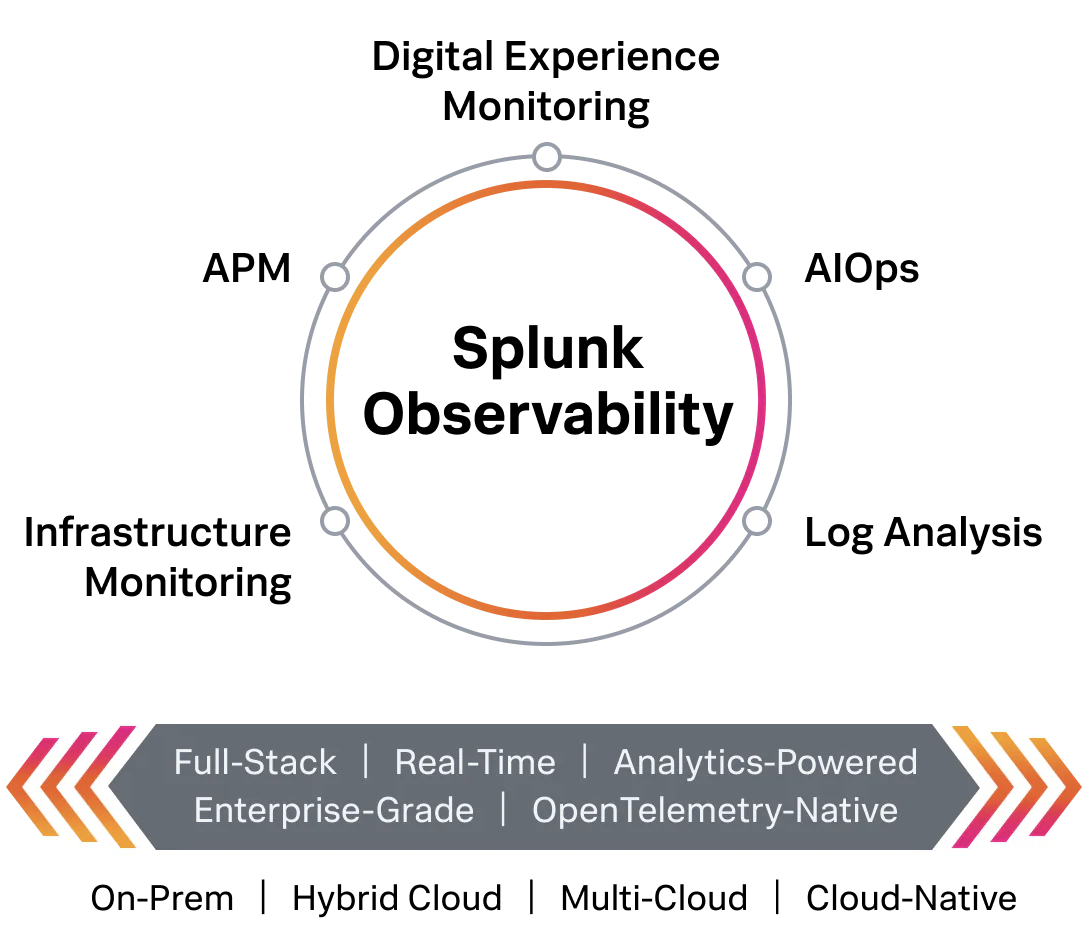 Digital Experience
Monitoring
APM
AIOps
Splunk
Observability
Infrastructure
Monitoring
Log Analysis
Full-Stack | Real-Time | Analytics-Powered
Enterprise-Grade | OpenTelemetry-Native
On-Prem | Hybrid Cloud | Multi-Cloud | Cloud-Native